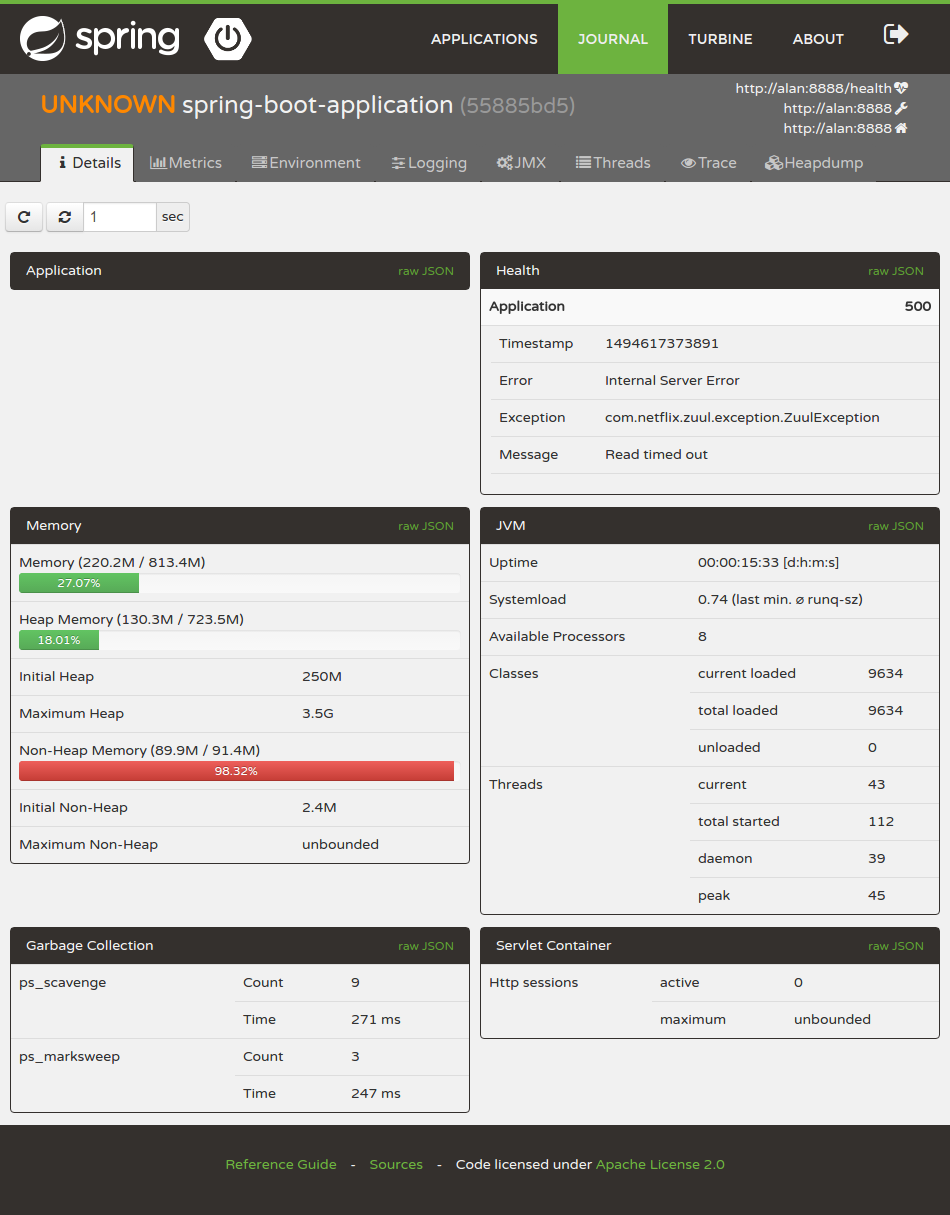 spring APPLICATIONS JOURNAL TURBINE ABOUT
UNKNOWN spring-boot-application (55885bd5)
http://alan:8888/health
http://alan:8888
http://alan:8888
Details Metrics Environment Logging JMX Threads Trace Heapdump
1 sec
Application raw JSON
Health raw JSON
Application 500
Timestamp 1494617373891
Error Internal Server Error
Exception com.netflix.zuul.exception.ZuulException
Message Read timed out
Memory raw JSON
Memory (220.2M / 813.4M)
27.07%
Heap Memory (130.3M / 723.5M)
18.01%
Initial Heap 250M
Maximum Heap 3.5G
Non-Heap Memory (89.9M / 91.4M)
98.32%
Initial Non-Heap 2.4M
Maximum Non-Heap unbounded
JVM raw JSON
Uptime 00:00:15:33 [d:h:m:s]
Systemload 0.74 (last min. ⌀ runq-sz)
Available Processors 8
Classes current loaded 9634
total loaded 9634
unloaded 0
Threads current 43
total started 112
daemon 39
peak 45
Garbage Collection raw JSON
ps_scavenge Count 9
Time 271 ms
ps_marksweep Count 3
Time 247 ms
Servlet Container raw JSON
Http sessions active 0
maximum unbounded
Reference Guide - Sources - Code licensed under Apache License 2.0